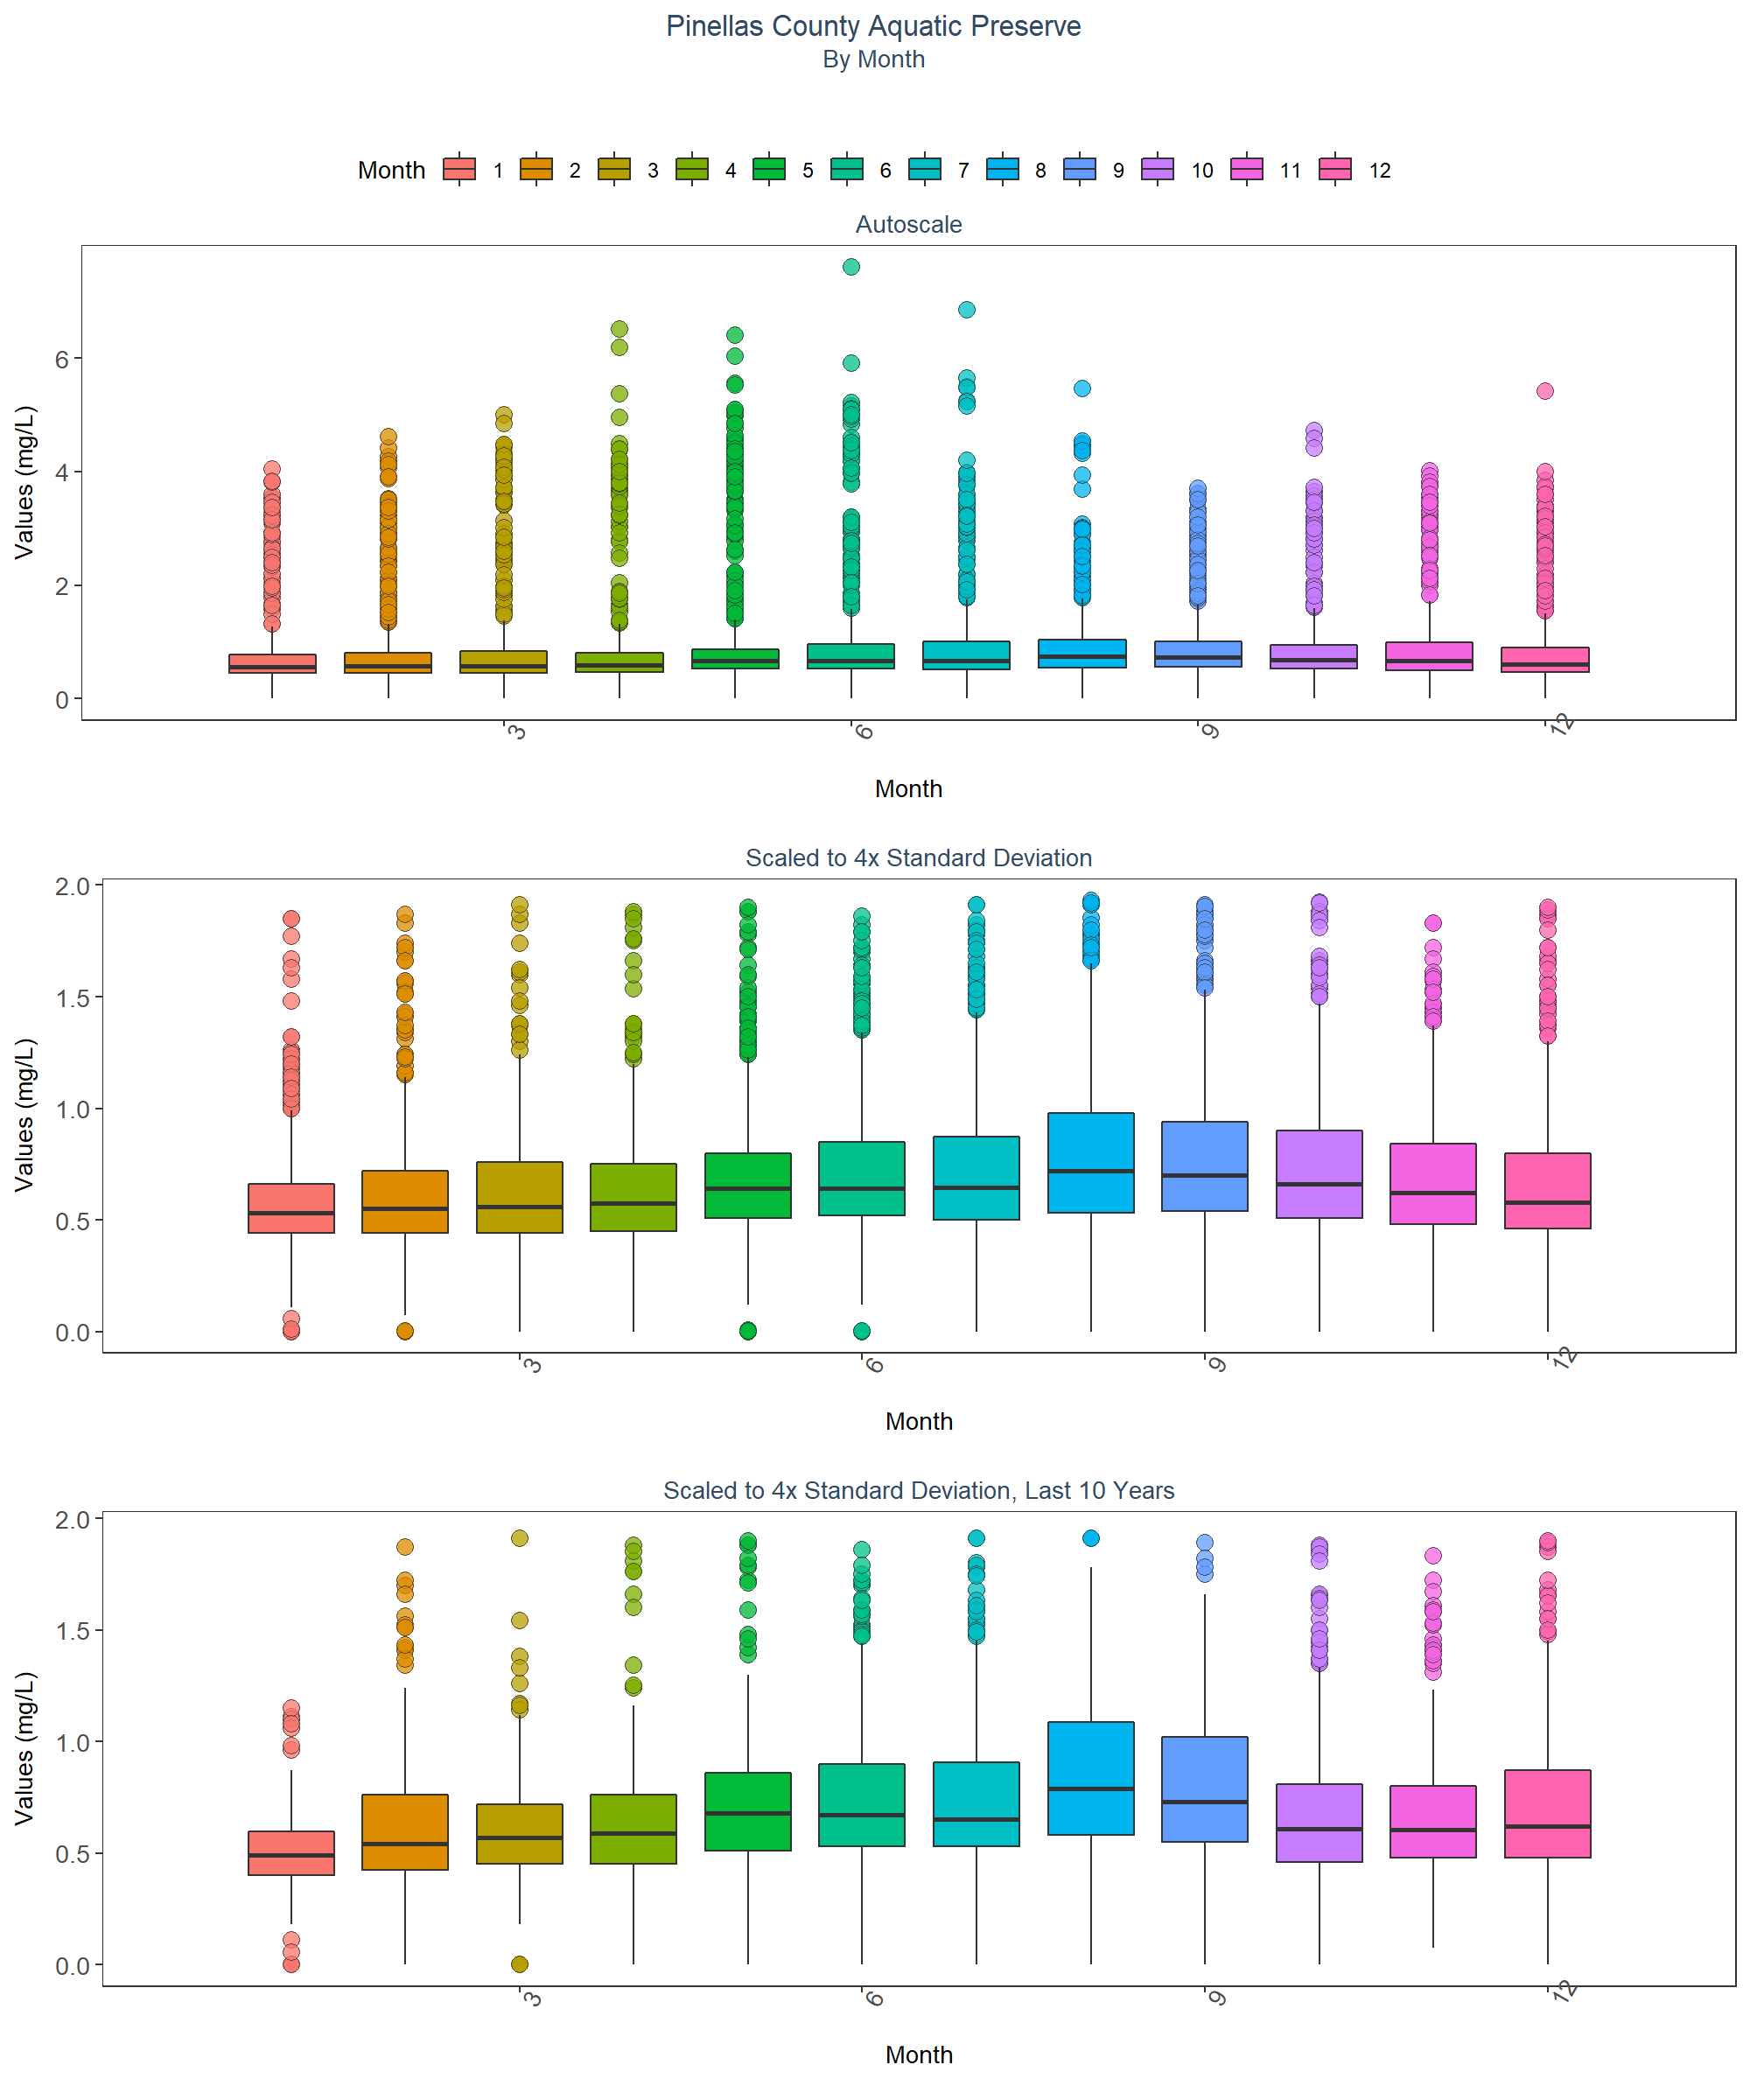 Pinellas County Aquatic Preserve
By Month
Month 1 2 3 4 5 6 7 8 9 10 11 12
Autoscale
Values (mg/L)
6
4
2
0
3 6 9 12
Month
Scaled to 4x Standard Deviation
Values (mg/L)
2.0
1.5
1.0
0.5
0.0
3 6 9 12
Month
Scaled to 4x Standard Deviation, Last 10 Years
Values (mg/L)
2.0
1.5
1.0
0.5
0.0
3 6 9 12
Month